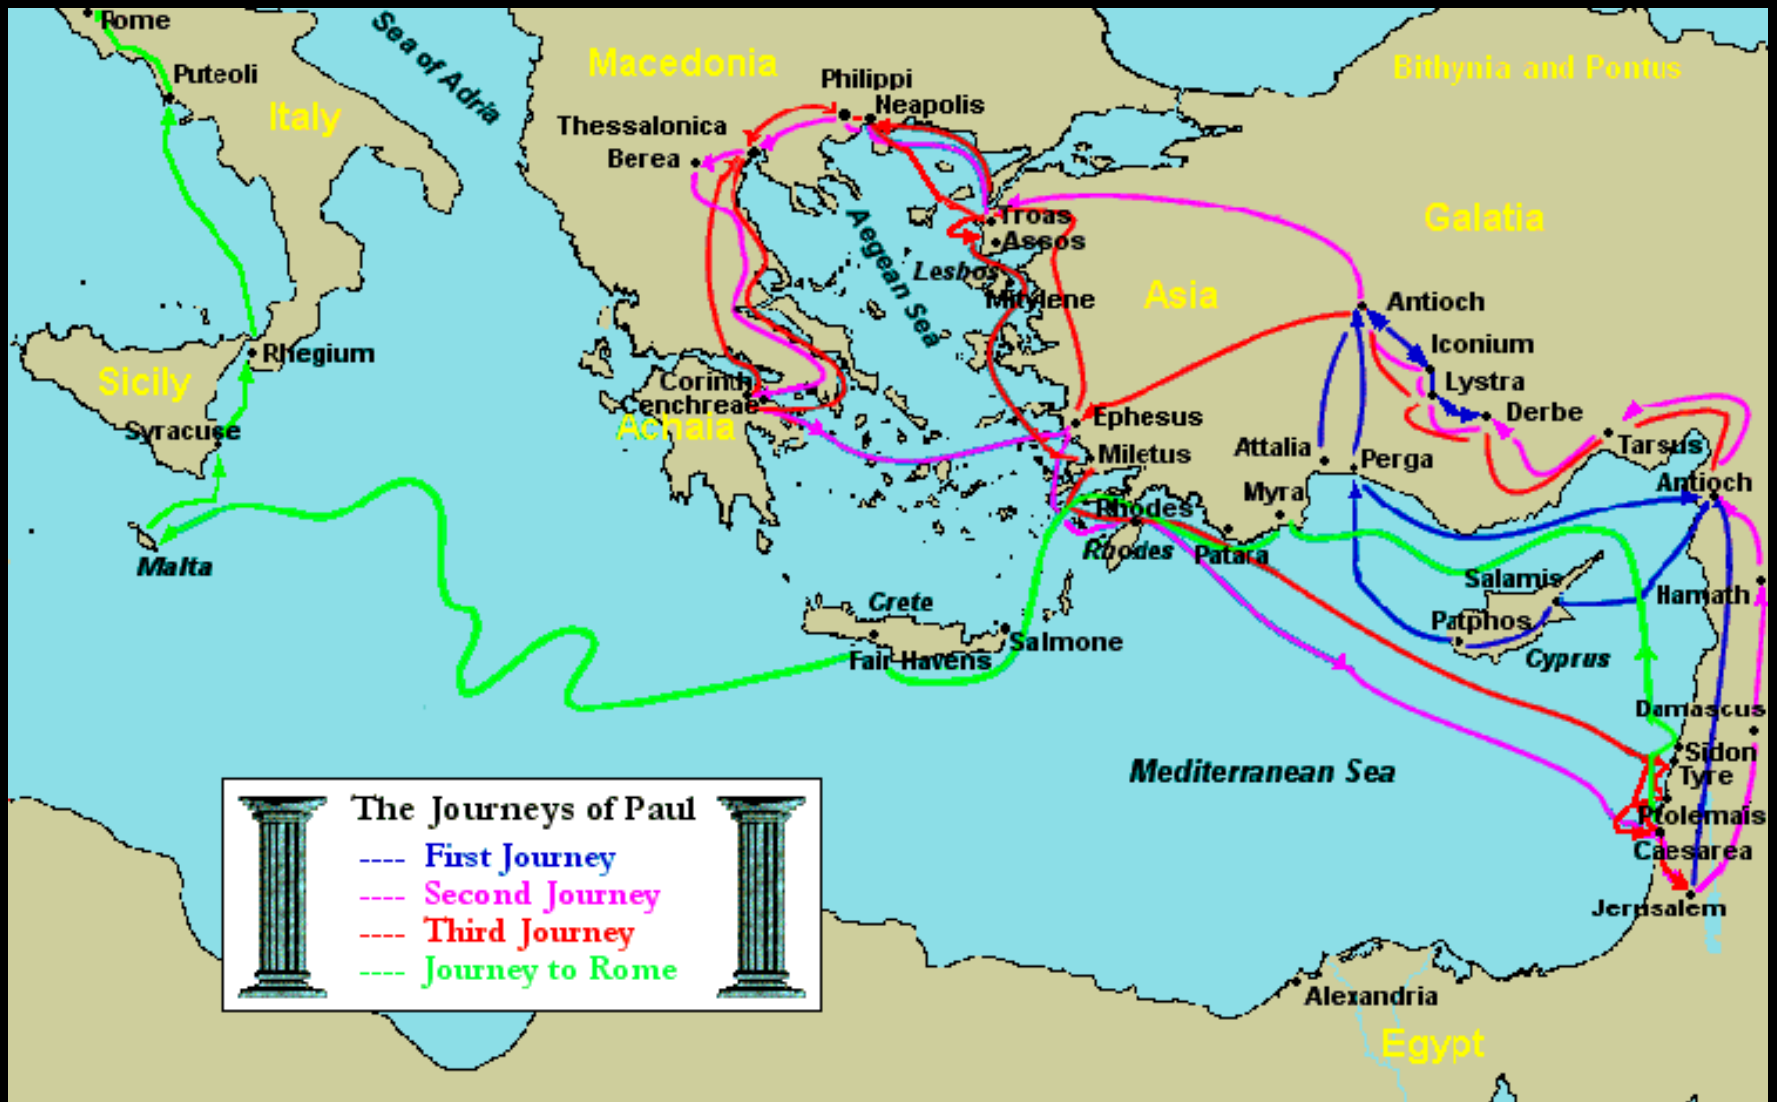 Rome
Puteoli
Italy
Sea of Adria
Macedonia
Philippi
Neapolis
Thessalonica
Berea
Bithynia and Pontus
Galatia
Troas
Assos
Aegean Sea
Lesbos
Mitylene
Asia
Antioch
Iconium
Lystra
Derbe
Rhegium
Sicily
Syracuse
Corinth
Cenchreae
Achaia
Ephesus
Miletus
Attalia
Perga
Tarsus
Antioch
Myra
Rhodes
Rhodes
Patara
Malta
Crete
Salmone
Fair Havens
Salamis
Patphos
Cyprus
Hamath
Damascus
Sidon
Tyre
Ptolemais
Caesarea
Jerusalem
Mediterranean Sea
The Journeys of Paul
---- First Journey
---- Second Journey
---- Third Journey
---- Journey to Rome
Alexandria
Egypt